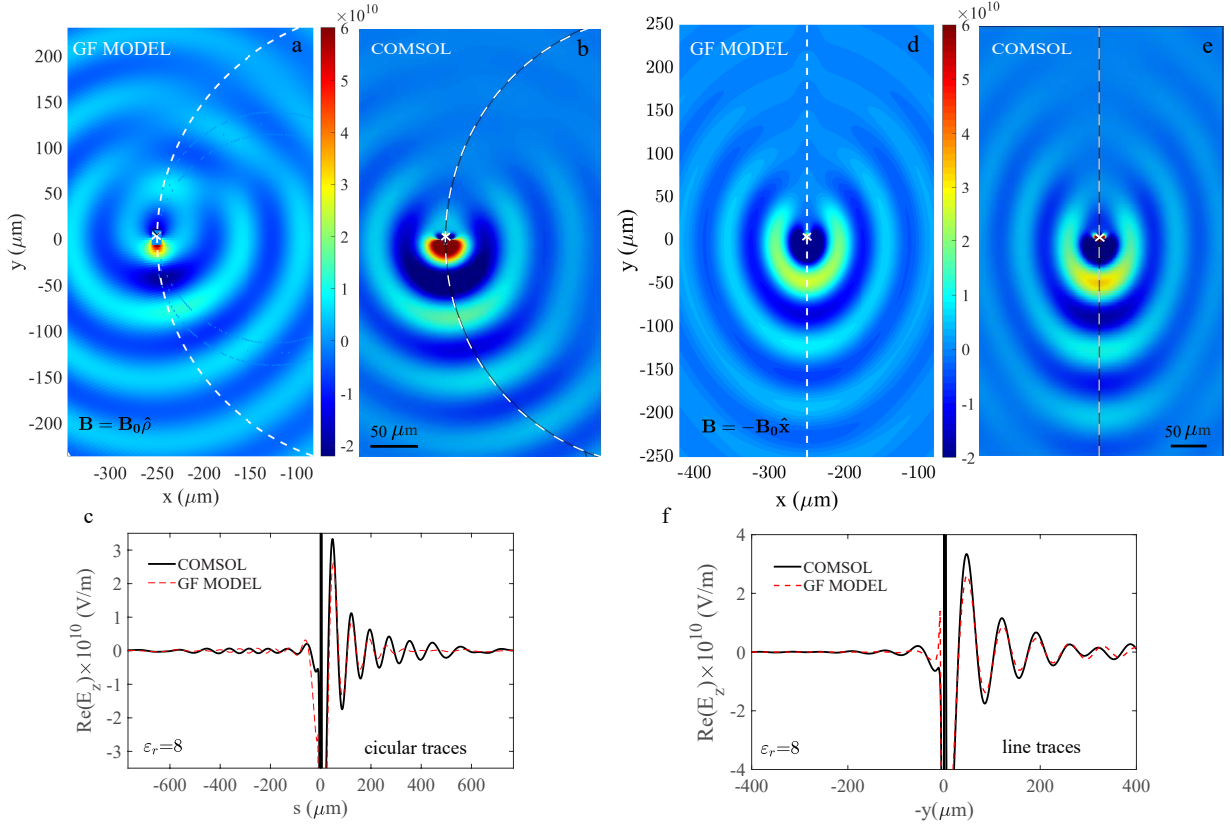 ×10^10
×10^10
GF MODEL
a
COMSOL
b
GF MODEL
d
COMSOL
e
200
150
100
50
0
-50
-100
-150
-200
y (μm)
-300
-250
-200
-150
-100
x (μm)
B = B₀ρ̂
6
5
4
3
2
1
0
-1
-2
50 μm
250
200
150
100
50
0
-50
-100
-150
-200
-250
y (μm)
-400
-300
-200
-100
x (μm)
B = −B₀x̂
6
5
4
3
2
1
0
-1
-2
50 μm
c
3
2
1
0
-1
-2
-3
Re(E_z)×10^10 (V/m)
COMSOL
GF MODEL
ε_r=8
cicular traces
-600
-400
-200
0
200
400
600
s (μm)
f
4
2
0
-2
-4
Re(E_z)×10^10 (V/m)
COMSOL
GF MODEL
ε_r=8
line traces
-400
-200
0
200
400
-y(μm)